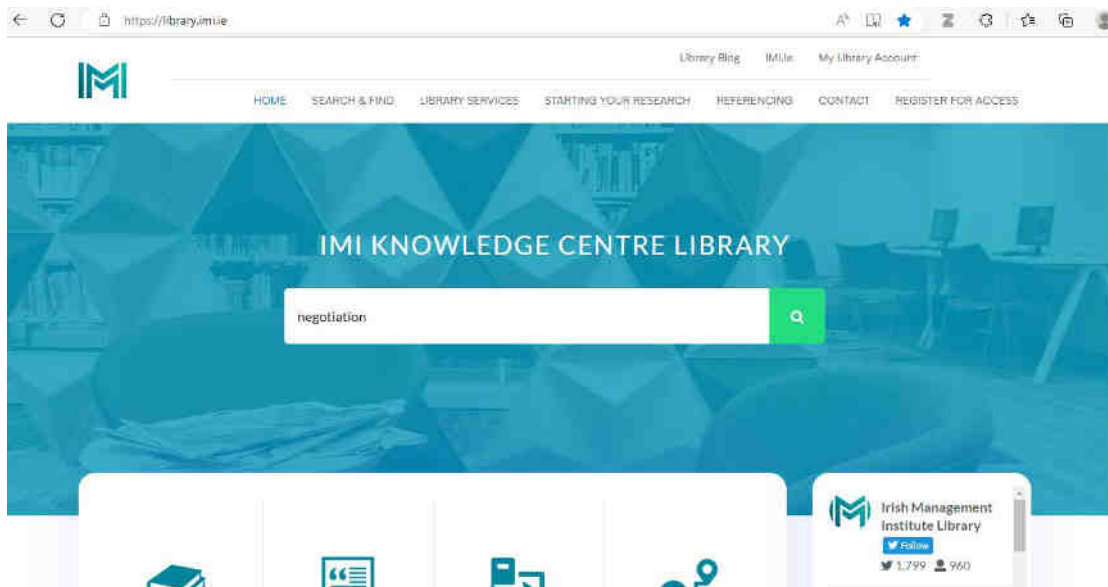 https://library.imi.ie
IMI
Library Blog IMI.ie My Library Account
HOME SEARCH & FIND LIBRARY SERVICES STARTING YOUR RESEARCH REFERENCING CONTACT REGISTER FOR ACCESS
IMI KNOWLEDGE CENTRE LIBRARY
negotiation
Irish Management
Institute Library
Follow
1,799 960